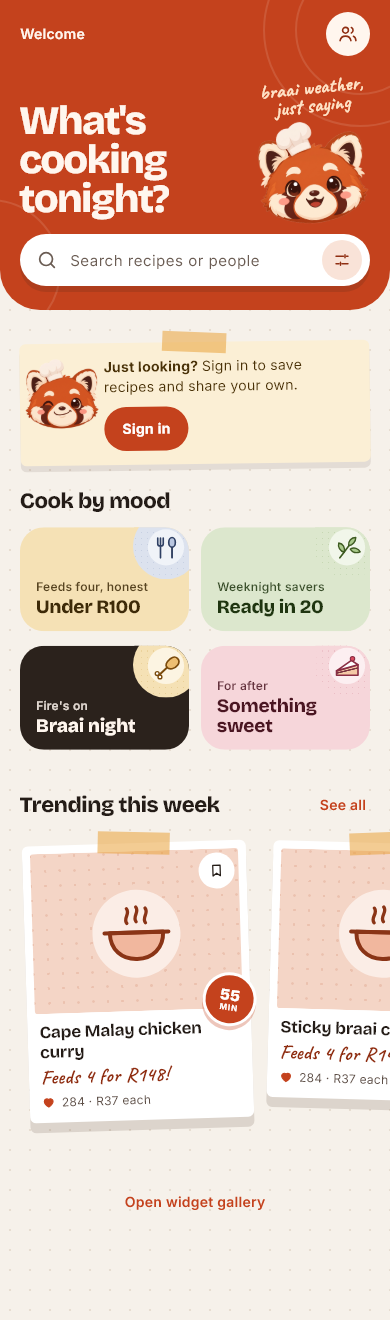 Welcome
braai weather,
just saying
What's
cooking
tonight?
Search recipes or people
Just looking? Sign in to save
recipes and share your own.
Sign in
Cook by mood
Feeds four, honest
Under R100
Weeknight savers
Ready in 20
Fire's on
Braai night
For after
Something
sweet
Trending this week
See all
55
MIN
Cape Malay chicken
curry
Feeds 4 for R148!
284 · R37 each
Sticky braai c
Feeds 4 for R1
284 · R37 each
Open widget gallery